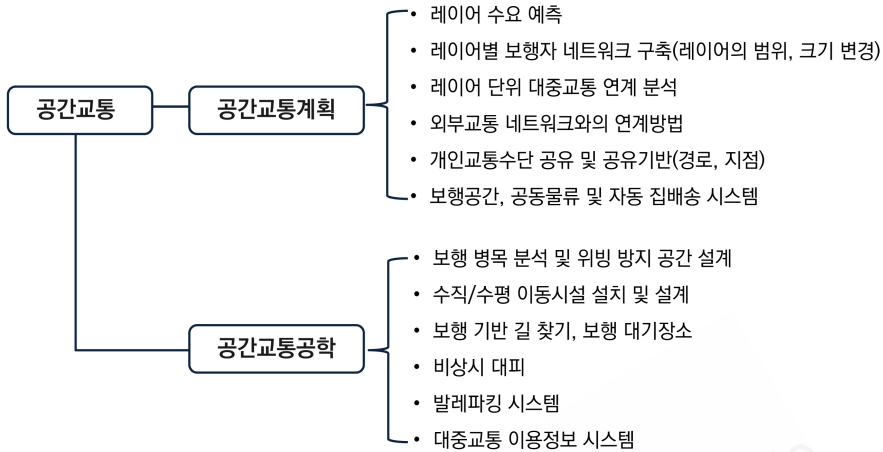 공간교통
공간교통계획
• 레이어 수요 예측
• 레이어별 보행자 네트워크 구축(레이어의 범위, 크기 변경)
• 레이어 단위 대중교통 연계 분석
• 외부교통 네트워크와의 연계방법
• 개인교통수단 공유 및 공유기반(경로, 지점)
• 보행공간, 공동물류 및 자동 집배송 시스템
공간교통공학
• 보행 병목 분석 및 위빙 방지 공간 설계
• 수직/수평 이동시설 설치 및 설계
• 보행 기반 길 찾기, 보행 대기장소
• 비상시 대피
• 발레파킹 시스템
• 대중교통 이용정보 시스템